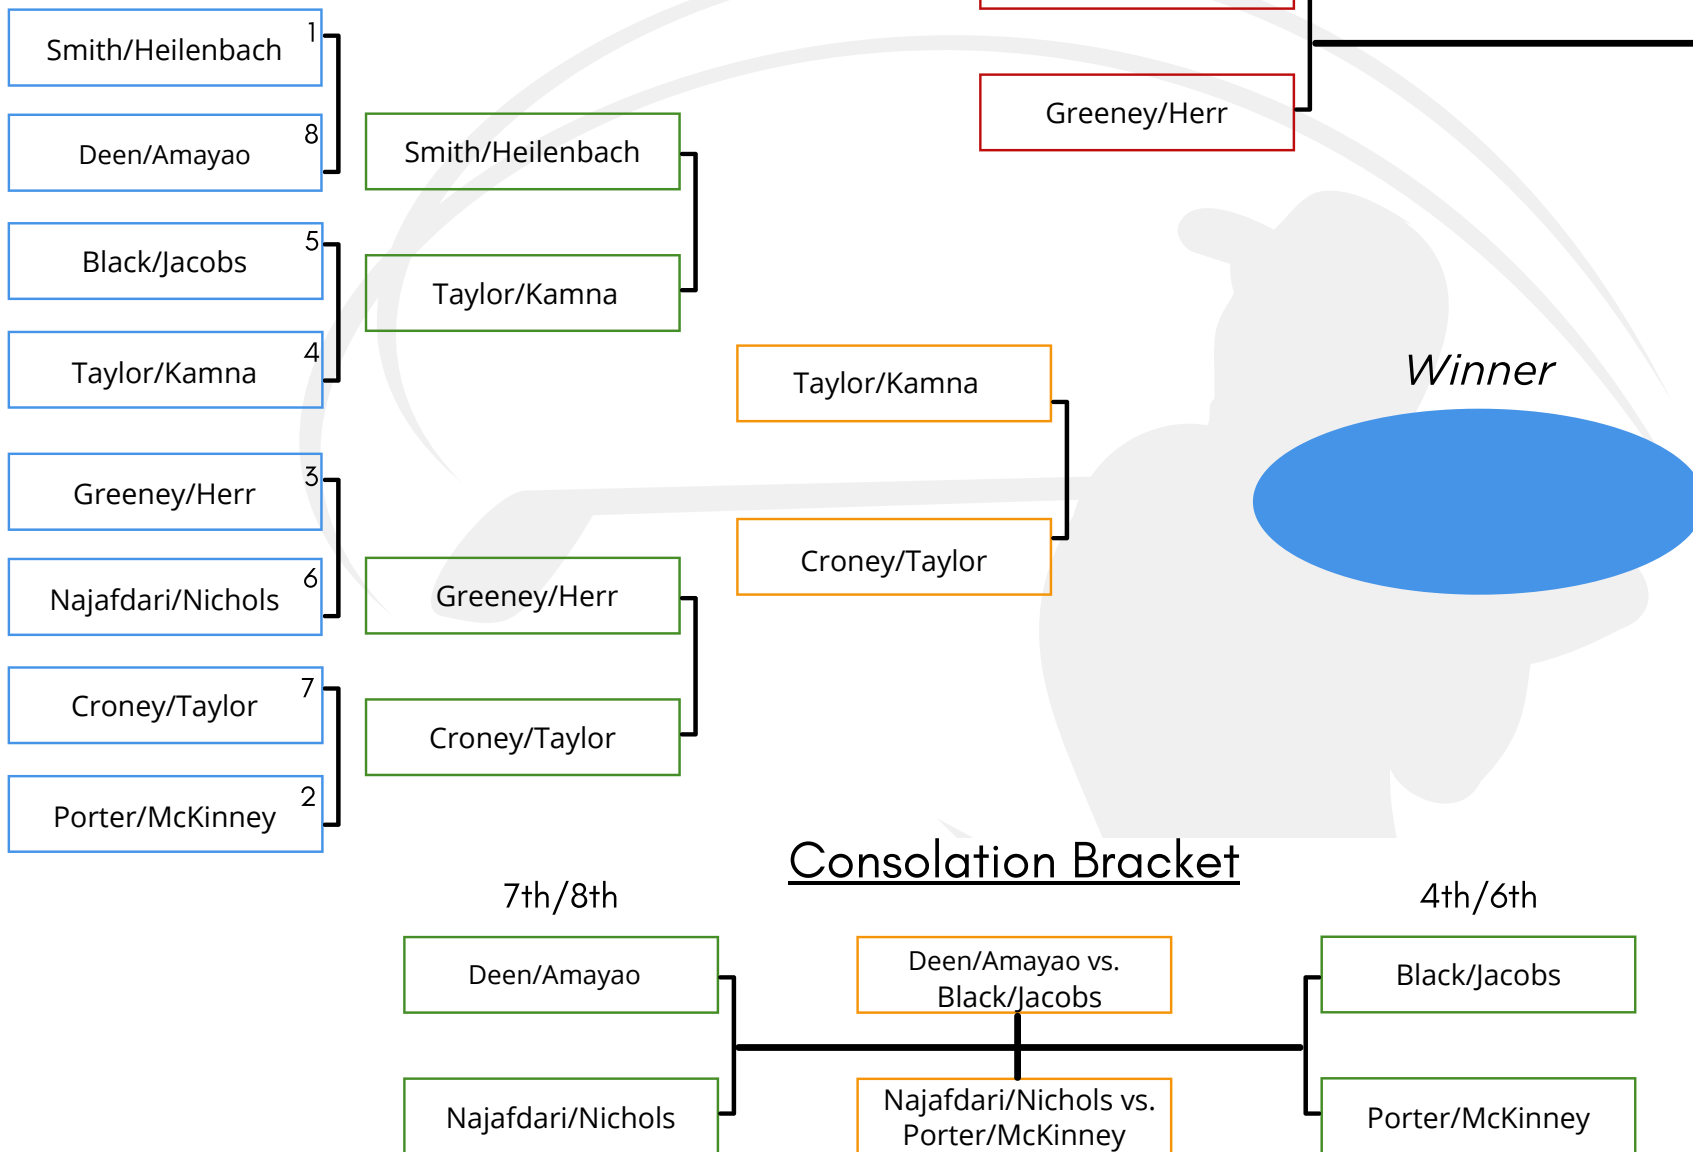 Smith/Heilenbach 1
Deen/Amayao 8
Black/Jacobs 5
Taylor/Kamna 4
Greeney/Herr 3
Najafdari/Nichols 6
Croney/Taylor 7
Porter/McKinney 2
Smith/Heilenbach
Taylor/Kamna
Greeney/Herr
Croney/Taylor
Taylor/Kamna
Croney/Taylor
Greeney/Herr
Winner
Consolation Bracket
7th/8th
Deen/Amayao
Najafdari/Nichols
Deen/Amayao vs.
Black/Jacobs
Najafdari/Nichols vs.
Porter/McKinney
4th/6th
Black/Jacobs
Porter/McKinney